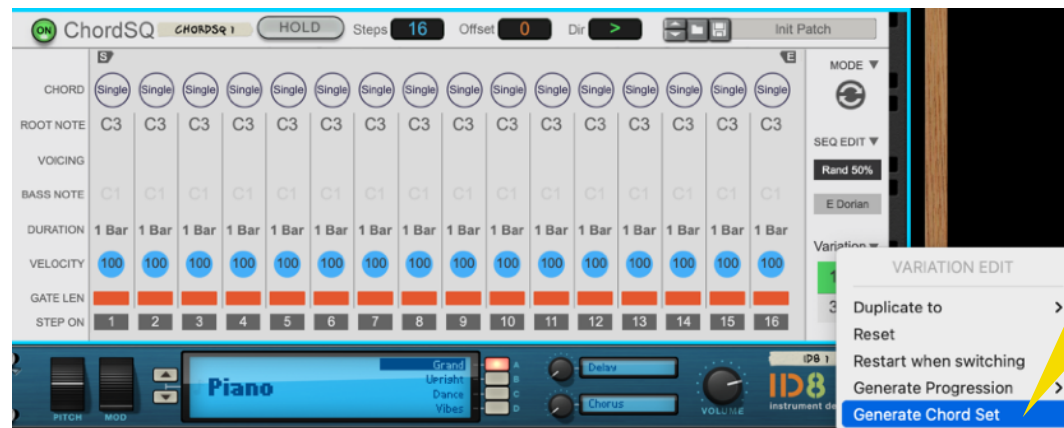 ON ChordSQ CHORDSQ 1 HOLD Steps 16 Offset 0 Dir > Init Patch
S E
MODE ▼
CHORD Single Single Single Single Single Single Single Single Single Single Single Single Single Single Single Single
ROOT NOTE C3 C3 C3 C3 C3 C3 C3 C3 C3 C3 C3 C3 C3 C3 C3 C3
SEQ EDIT ▼
VOICING
Rand 50%
BASS NOTE C1 C1 C1 C1 C1 C1 C1 C1 C1 C1 C1 C1 C1 C1 C1 C1
E Dorian
DURATION 1 Bar 1 Bar 1 Bar 1 Bar 1 Bar 1 Bar 1 Bar 1 Bar 1 Bar 1 Bar 1 Bar 1 Bar 1 Bar 1 Bar 1 Bar 1 Bar
Variation ▼
VELOCITY 100 100 100 100 100 100 100 100 100 100 100 100 100 100 100 100
1
GATE LEN
3
STEP ON 1 2 3 4 5 6 7 8 9 10 11 12 13 14 15 16
VARIATION EDIT
Duplicate to >
Reset
Restart when switching
Generate Progression >
Generate Chord Set
PITCH MOD
Piano
Grand A
Upright B
Dance C
Vibes D
Delay
Chorus
VOLUME
ID8 1
ID8
instrument de